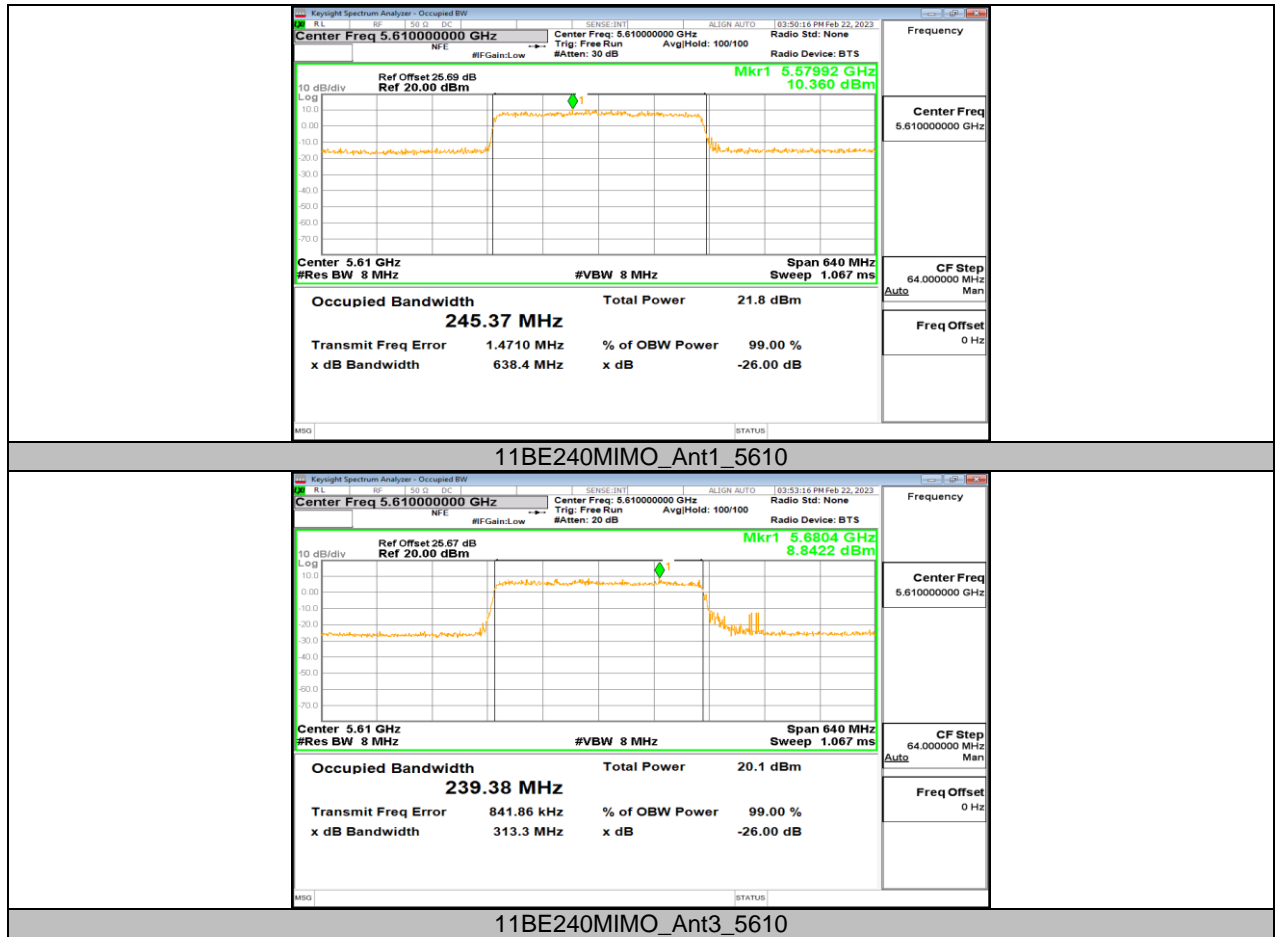 Keysight Spectrum Analyzer - Occupied BW
RL RF 50 Ω DC SENSE:INT ALIGN AUTO 03:50:16 PM Feb 22, 2023
Center Freq 5.610000000 GHz Center Freq: 5.610000000 GHz Radio Std: None Frequency
NFE Trig: Free Run Avg|Hold: 100/100
#IFGain:Low #Atten: 30 dB Radio Device: BTS
Mkr1 5.57992 GHz
Ref Offset 25.69 dB
10 dB/div Ref 20.00 dBm 10.360 dBm
Log
1
10.0
0.00
-10.0
-20.0
-30.0
-40.0
-50.0
-60.0
-70.0
Center Freq
5.610000000 GHz
Center 5.61 GHz Span 640 MHz
#Res BW 8 MHz #VBW 8 MHz Sweep 1.067 ms
CF Step
64.000000 MHz
Auto Man
Occupied Bandwidth Total Power 21.8 dBm
245.37 MHz
Transmit Freq Error 1.4710 MHz % of OBW Power 99.00 %
x dB Bandwidth 638.4 MHz x dB -26.00 dB
Freq Offset
0 Hz
MSG STATUS
11BE240MIMO_Ant1_5610
Keysight Spectrum Analyzer - Occupied BW
RL RF 50 Ω DC SENSE:INT ALIGN AUTO 03:53:16 PM Feb 22, 2023
Center Freq 5.610000000 GHz Center Freq: 5.610000000 GHz Radio Std: None Frequency
NFE Trig: Free Run Avg|Hold: 100/100
#IFGain:Low #Atten: 20 dB Radio Device: BTS
Mkr1 5.6804 GHz
Ref Offset 25.67 dB
10 dB/div Ref 20.00 dBm 8.8422 dBm
Log
1
10.0
0.00
-10.0
-20.0
-30.0
-40.0
-50.0
-60.0
-70.0
Center Freq
5.610000000 GHz
Center 5.61 GHz Span 640 MHz
#Res BW 8 MHz #VBW 8 MHz Sweep 1.067 ms
CF Step
64.000000 MHz
Auto Man
Occupied Bandwidth Total Power 20.1 dBm
239.38 MHz
Transmit Freq Error 841.86 kHz % of OBW Power 99.00 %
x dB Bandwidth 313.3 MHz x dB -26.00 dB
Freq Offset
0 Hz
MSG STATUS
11BE240MIMO_Ant3_5610